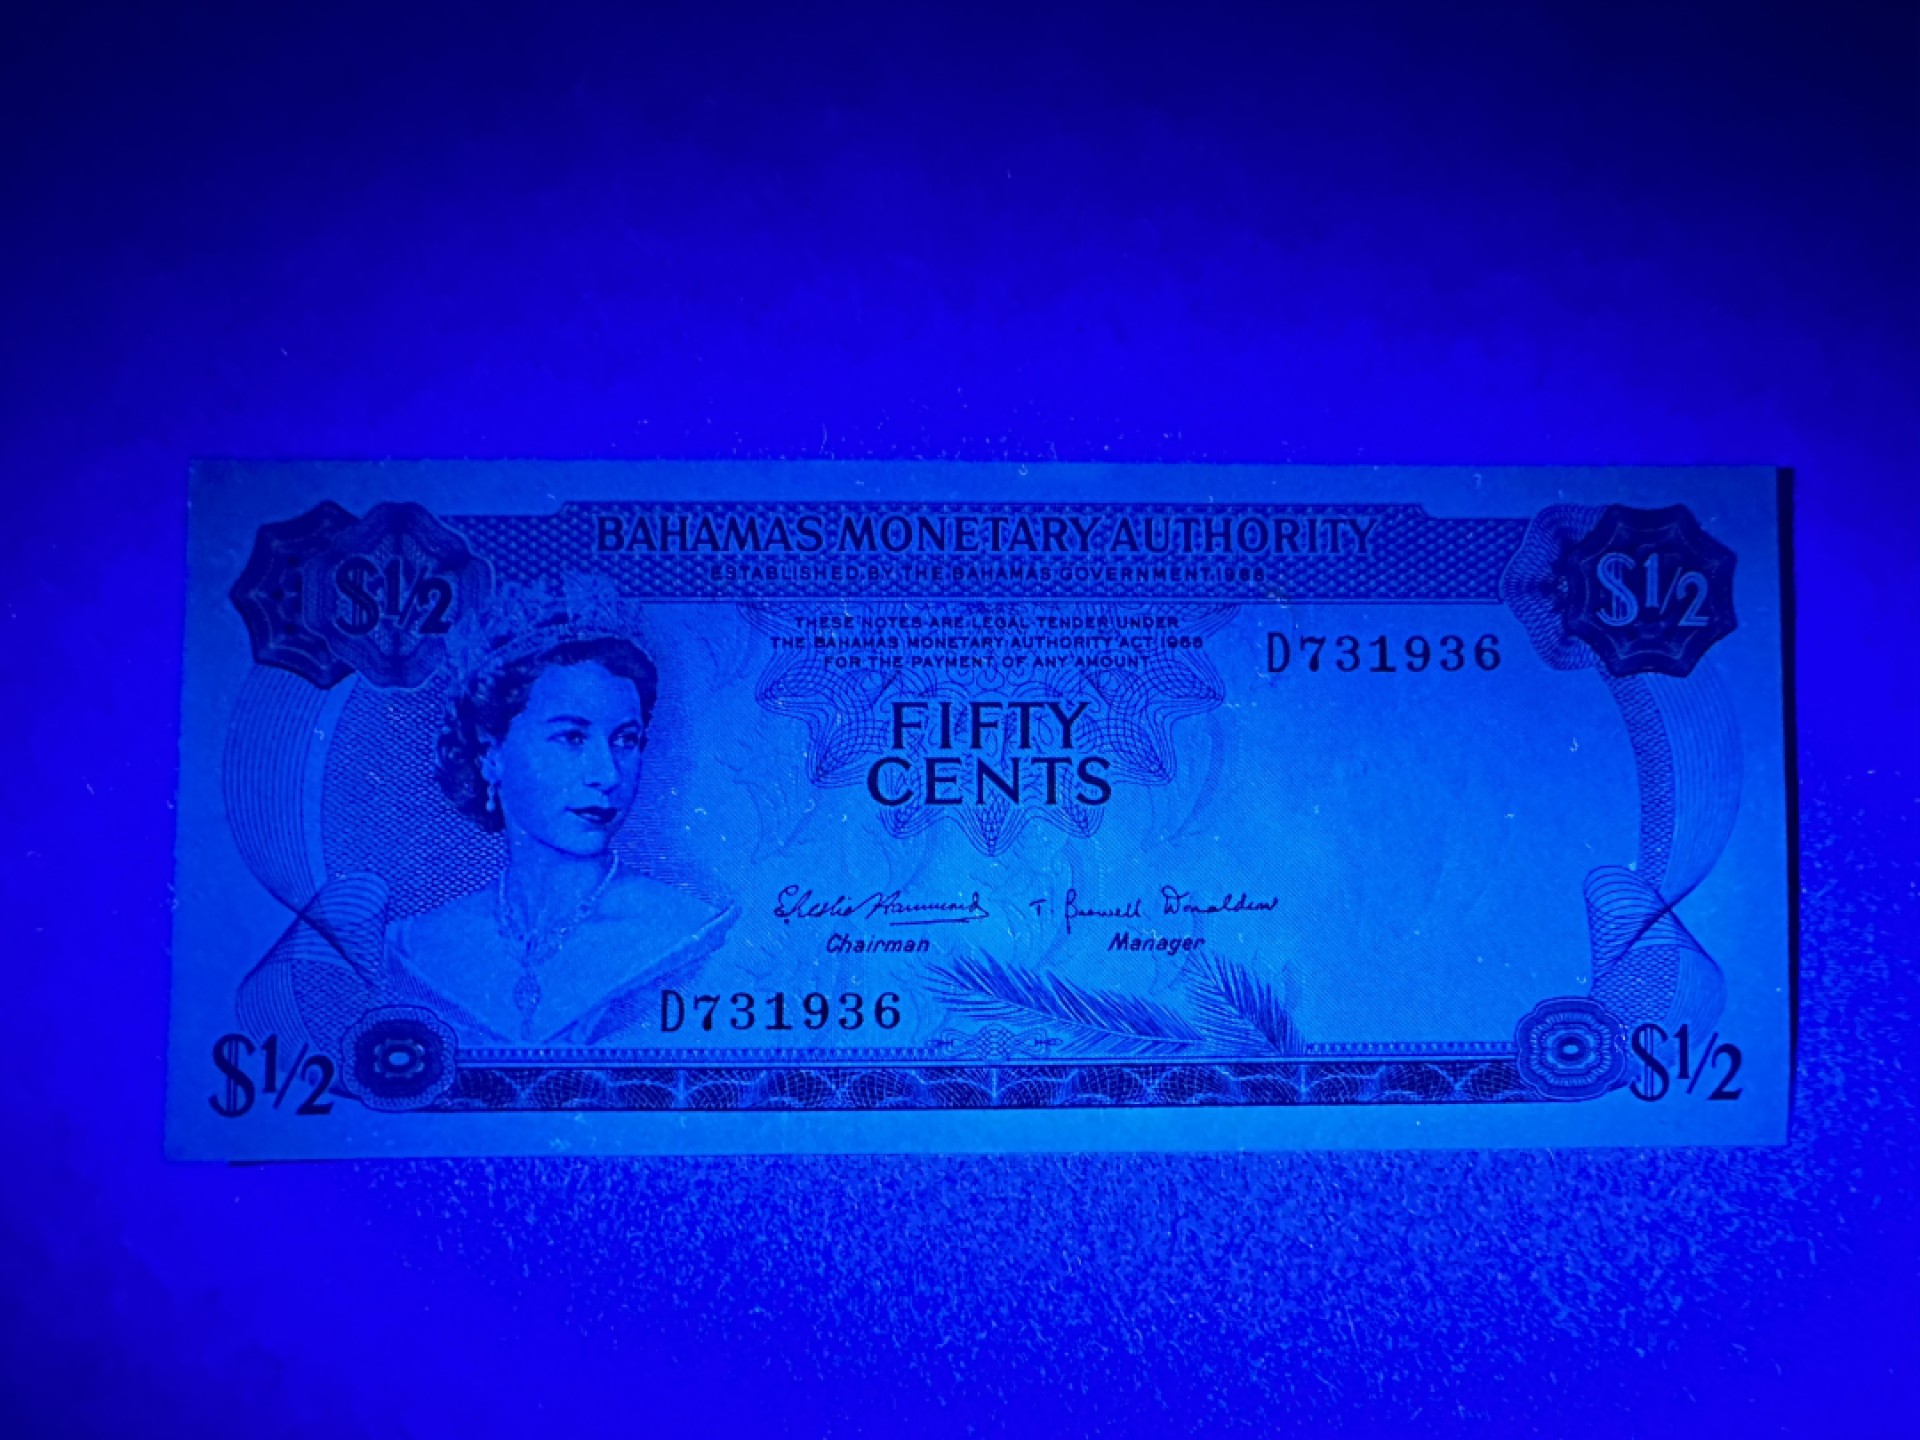 BAHAMAS MONETARY AUTHORITY
ESTABLISHED BY THE BAHAMAS GOVERNMENT 1968
$1/2
$1/2
THESE NOTES ARE LEGAL TENDER UNDER
THE BAHAMAS MONETARY AUTHORITY ACT 1968
FOR THE PAYMENT OF ANY AMOUNT
D731936
FIFTY
CENTS
T. Donaldson
Chairman
Manager
D731936
$1/2
$1/2